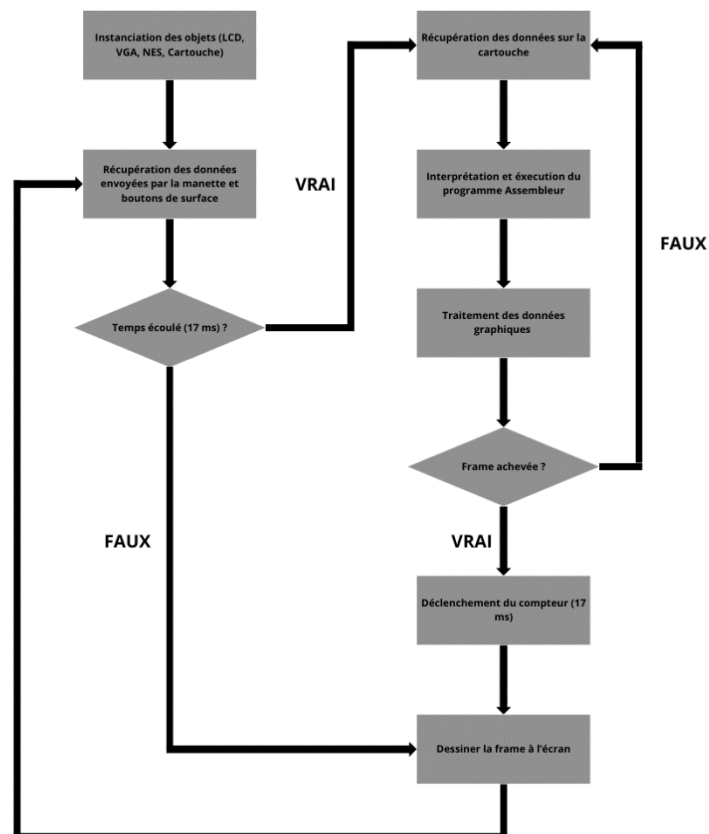 Instanciation des objets (LCD,
VGA, NES, Cartouche)
Récupération des données
envoyées par la manette et
boutons de surface
Temps écoulé (17 ms) ?
VRAI
FAUX
Récupération des données sur la
cartouche
Interprétation et éxecution du
programme Assembleur
Traitement des données
graphiques
Frame achevée ?
FAUX
VRAI
Déclenchement du compteur (17
ms)
Dessiner la frame à l'écran